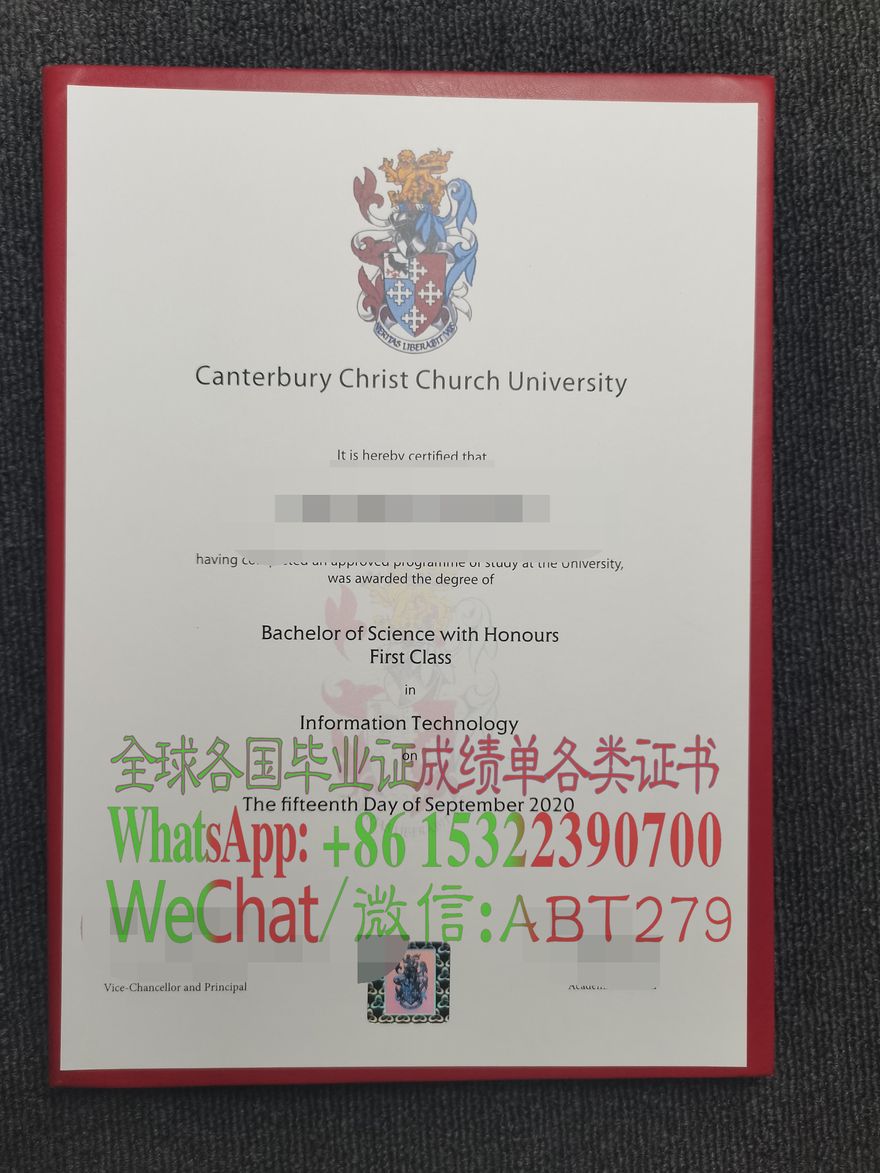 VERITAS LIBERABIT VOS
Canterbury Christ Church University
It is hereby certified that
having completed an approved programme of study at the University,
was awarded the degree of
Bachelor of Science with Honours
First Class
in
Information Technology
全球各国毕业证成绩单各类证书
on
The fifteenth Day of September 2020
WhatsApp: +86 15322390700
WeChat/微信:ABT279
Vice-Chancellor and Principal